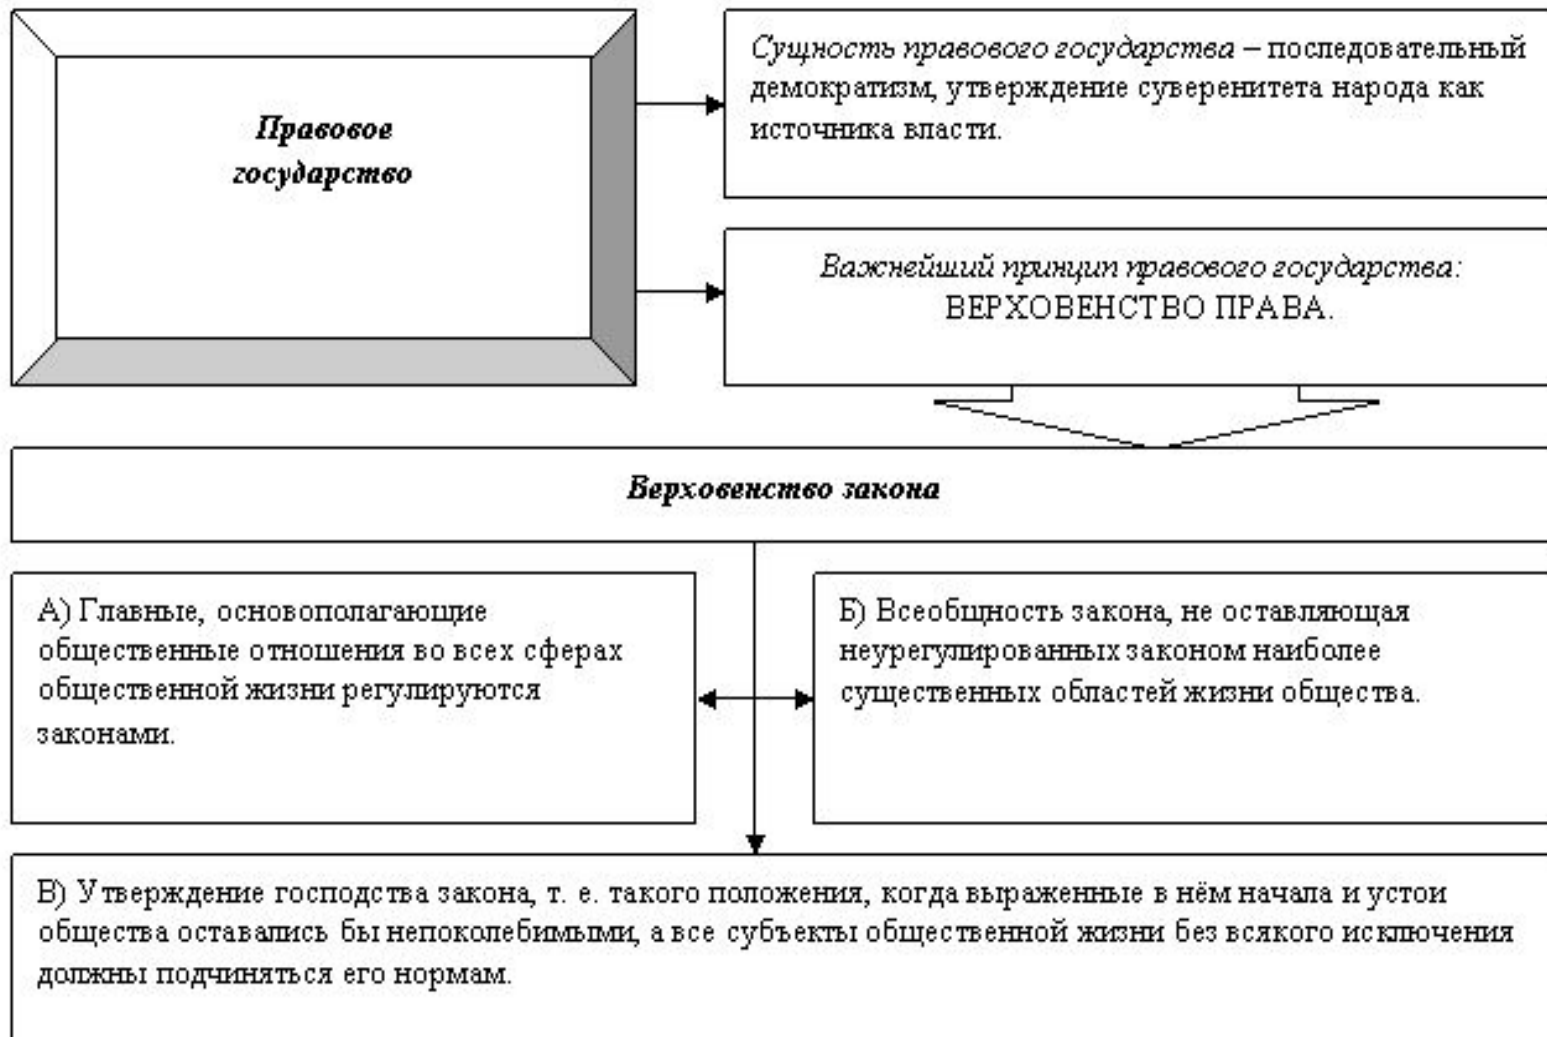 Правовое
государство
Сущность правового государства – последовательный
демократизм, утверждение суверенитета народа как
источника власти.
Важнейший принцип правового государства:
ВЕРХОВЕНСТВО ПРАВА.
Верховенство закона
А) Главные, основополагающие
общественные отношения во всех сферах
общественной жизни регулируются
законами.
Б) Всеобщность закона, не оставляющая
неурегулированных законом наиболее
существенных областей жизни общества.
В) Утверждение господства закона, т. е. такого положения, когда выраженные в нём начала и устои
общества оставались бы непоколебимыми, а все субъекты общественной жизни без всякого исключения
должны подчиняться его нормам.